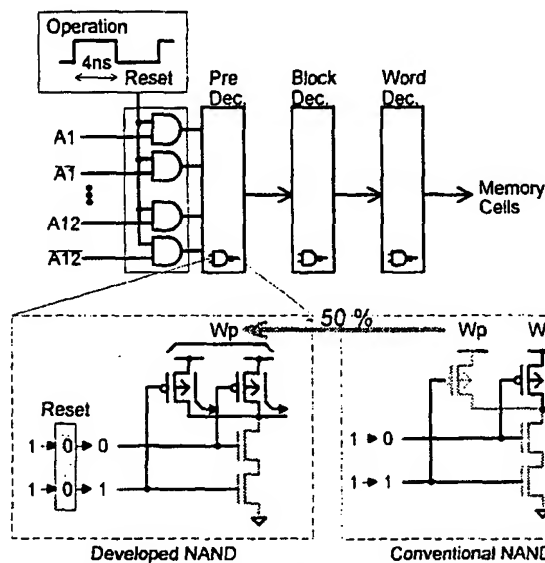 Operation
4ns
Reset
Pre Dec.
Block Dec.
Word Dec.
A1
A1
A12
A12
Memory Cells
50 %
Wp
Wp
W
Reset
1 0 0
1 0 1
1 0
1 1
Developed NAND
Conventional NAND